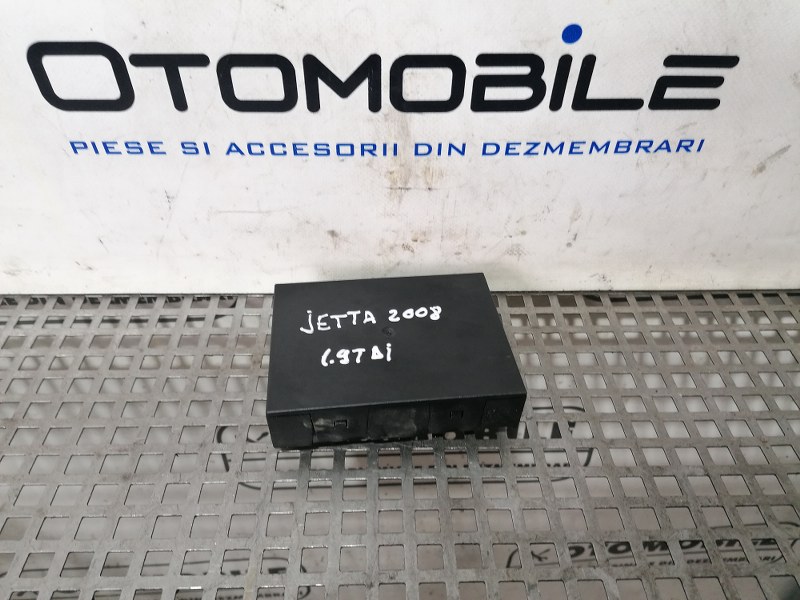 OTOMOBILE
PIESE SI ACCESORII DIN DEZMEMBRARI
JETTA 2008
1.9TDi